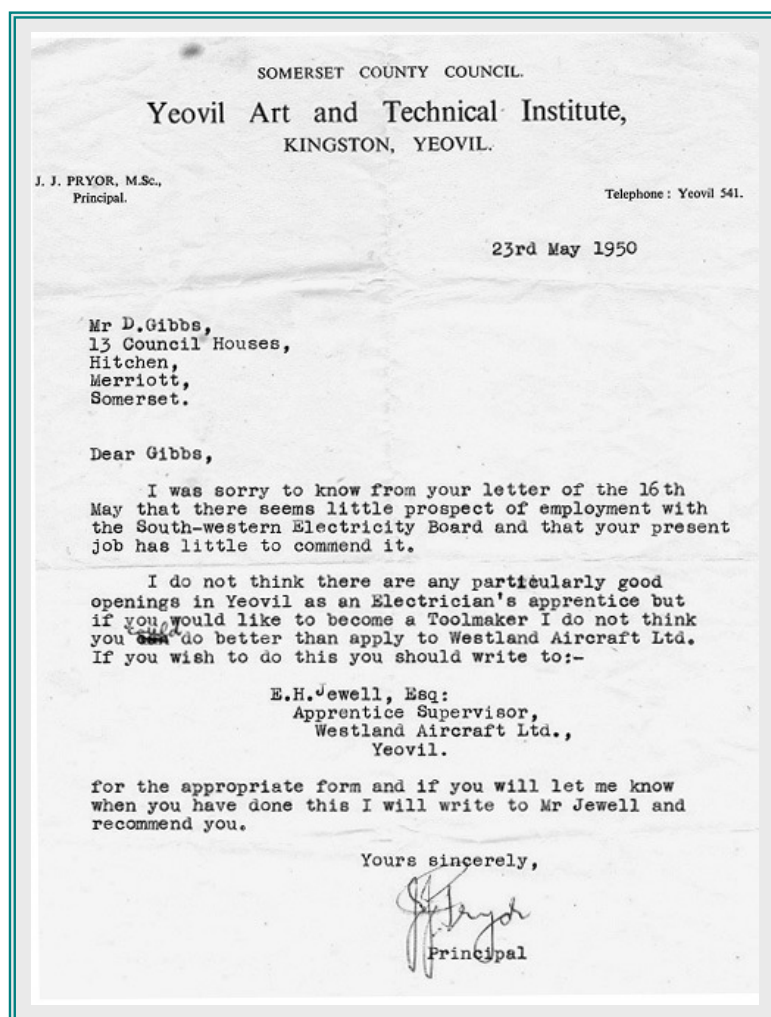 SOMERSET COUNTY COUNCIL.
Yeovil Art and Technical Institute,
KINGSTON, YEOVIL.
J. J. PRYOR, M.Sc.,
Principal.
Telephone : Yeovil 541.
23rd May 1950
Mr D.Gibbs,
13 Council Houses,
Hitchen,
Merriott,
Somerset.
Dear Gibbs,
I was sorry to know from your letter of the 16th
May that there seems little prospect of employment with
the South-western Electricity Board and that your present
job has little to commend it.
I do not think there are any particularly good
openings in Yeovil as an Electrician's apprentice but
if you would like to become a Toolmaker I do not think
you could do better than apply to Westland Aircraft Ltd.
If you wish to do this you should write to:-
E.H.Jewell, Esq:
Apprentice Supervisor,
Westland Aircraft Ltd.,
Yeovil.
for the appropriate form and if you will let me know
when you have done this I will write to Mr Jewell and
recommend you.
Yours sincerely,
JJPryor
Principal